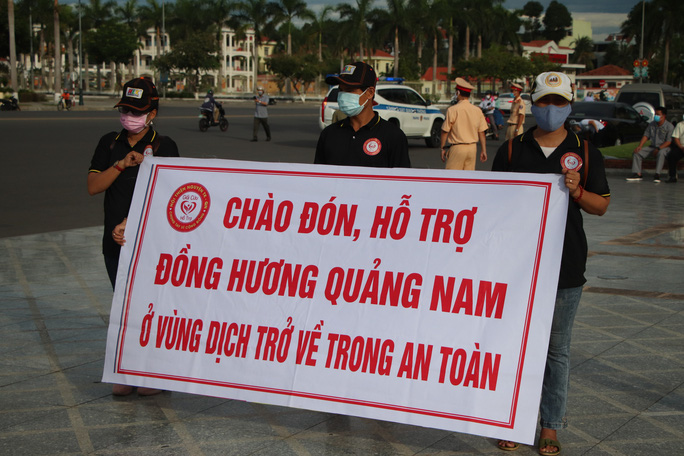 CHÀO ĐÓN, HỖ TRỢ
ĐỒNG HƯƠNG QUẢNG NAM
Ở VÙNG DỊCH TRỞ VỀ TRONG AN TOÀN